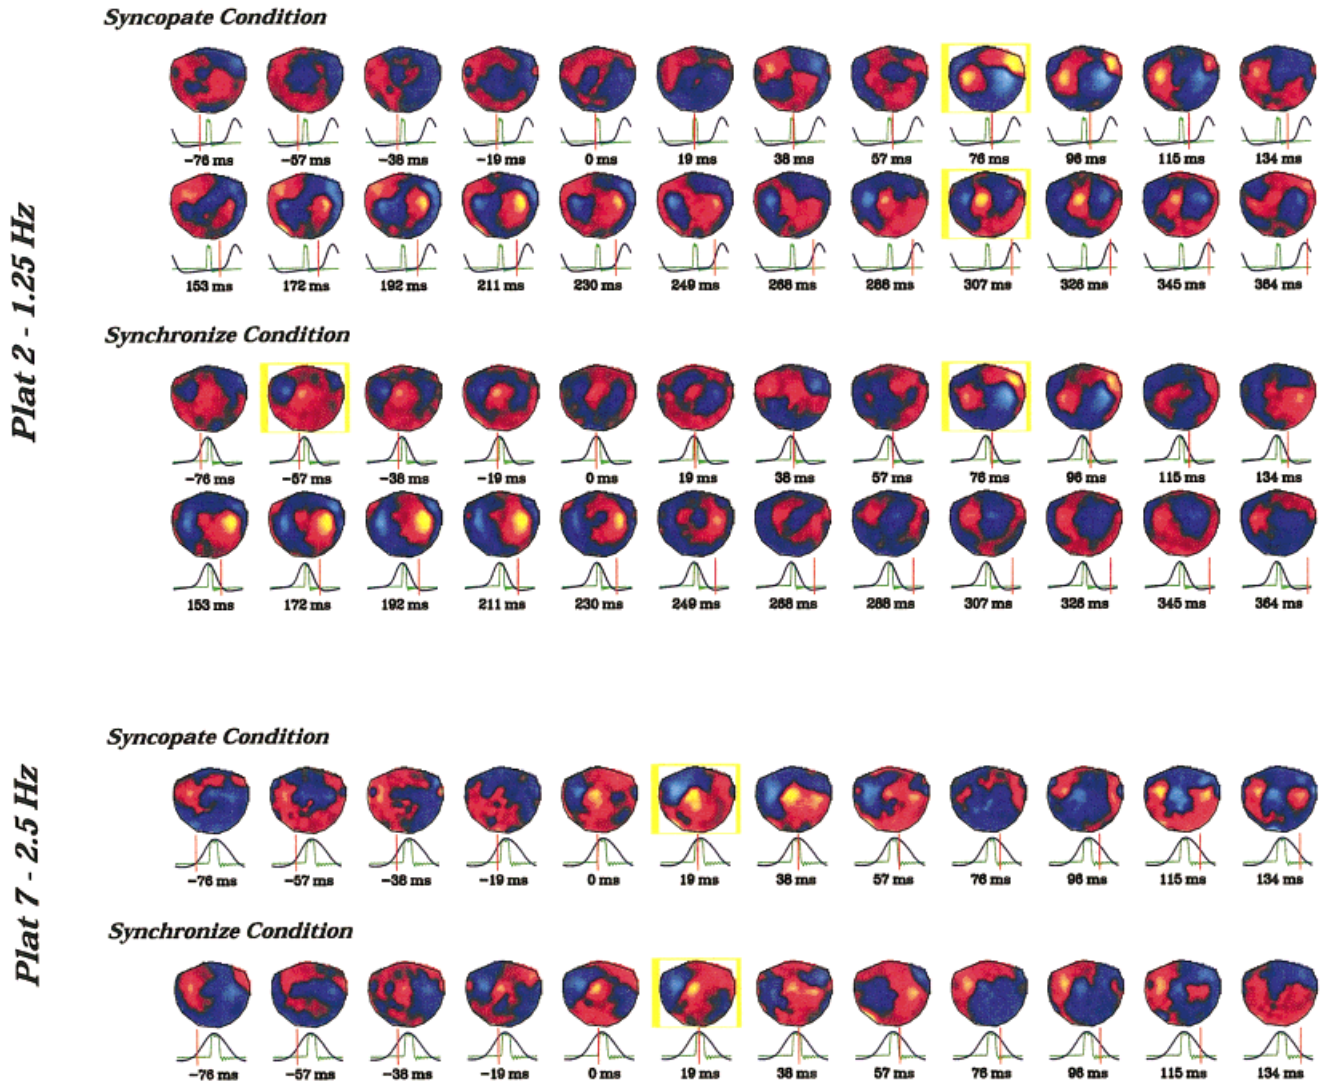 Syncopate Condition
-76 ms -57 ms -38 ms -19 ms 0 ms 19 ms 38 ms 57 ms 76 ms 96 ms 115 ms 134 ms
153 ms 172 ms 192 ms 211 ms 230 ms 249 ms 268 ms 288 ms 307 ms 326 ms 345 ms 364 ms
Plat 2 - 1.25 Hz
Synchronize Condition
-76 ms -57 ms -38 ms -19 ms 0 ms 19 ms 38 ms 57 ms 76 ms 96 ms 115 ms 134 ms
153 ms 172 ms 192 ms 211 ms 230 ms 249 ms 268 ms 288 ms 307 ms 326 ms 345 ms 364 ms
Syncopate Condition
-76 ms -57 ms -38 ms -19 ms 0 ms 19 ms 38 ms 57 ms 76 ms 96 ms 115 ms 134 ms
Plat 7 - 2.5 Hz
Synchronize Condition
-76 ms -57 ms -38 ms -19 ms 0 ms 19 ms 38 ms 57 ms 76 ms 96 ms 115 ms 134 ms